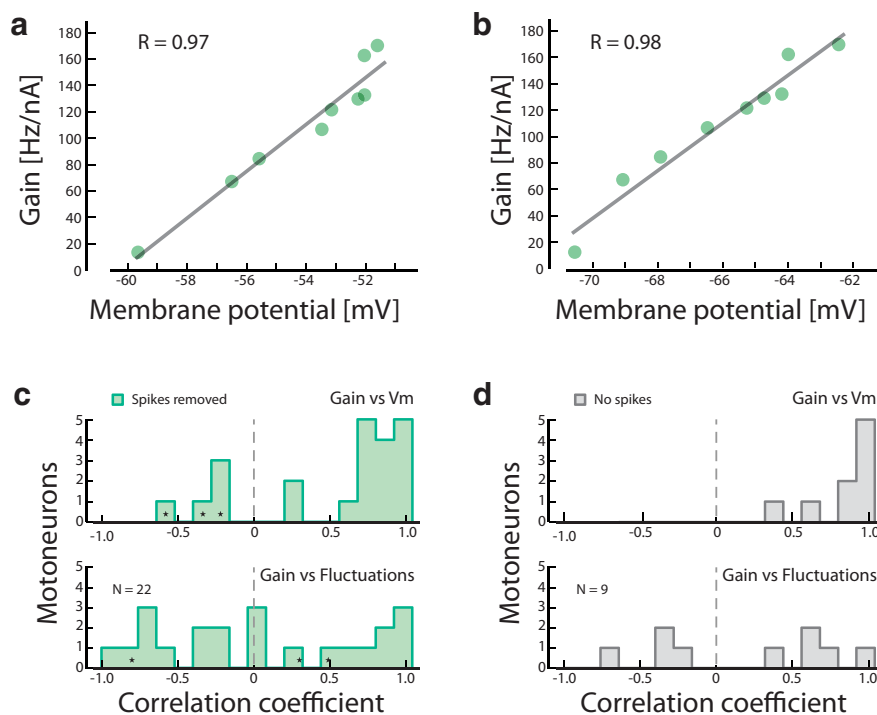 a
R = 0.97
Gain [Hz/nA]
180
160
140
120
100
80
60
40
20
0
-60 -58 -56 -54 -52
Membrane potential [mV]
b
R = 0.98
Gain [Hz/nA]
180
160
140
120
100
80
60
40
20
0
-70 -68 -66 -64 -62
Membrane potential [mV]
c
Spikes removed
Gain vs Vm
Motoneurons
5
4
3
2
1
0
-1.0 -0.5 0 0.5 1.0
N = 22
Gain vs Fluctuations
5
4
3
2
1
0
-1.0 -0.5 0 0.5 1.0
Correlation coefficient
d
No spikes
Gain vs Vm
Motoneurons
5
4
3
2
1
0
-1.0 -0.5 0 0.5 1.0
N = 9
Gain vs Fluctuations
5
4
3
2
1
0
-1.0 -0.5 0 0.5 1.0
Correlation coefficient